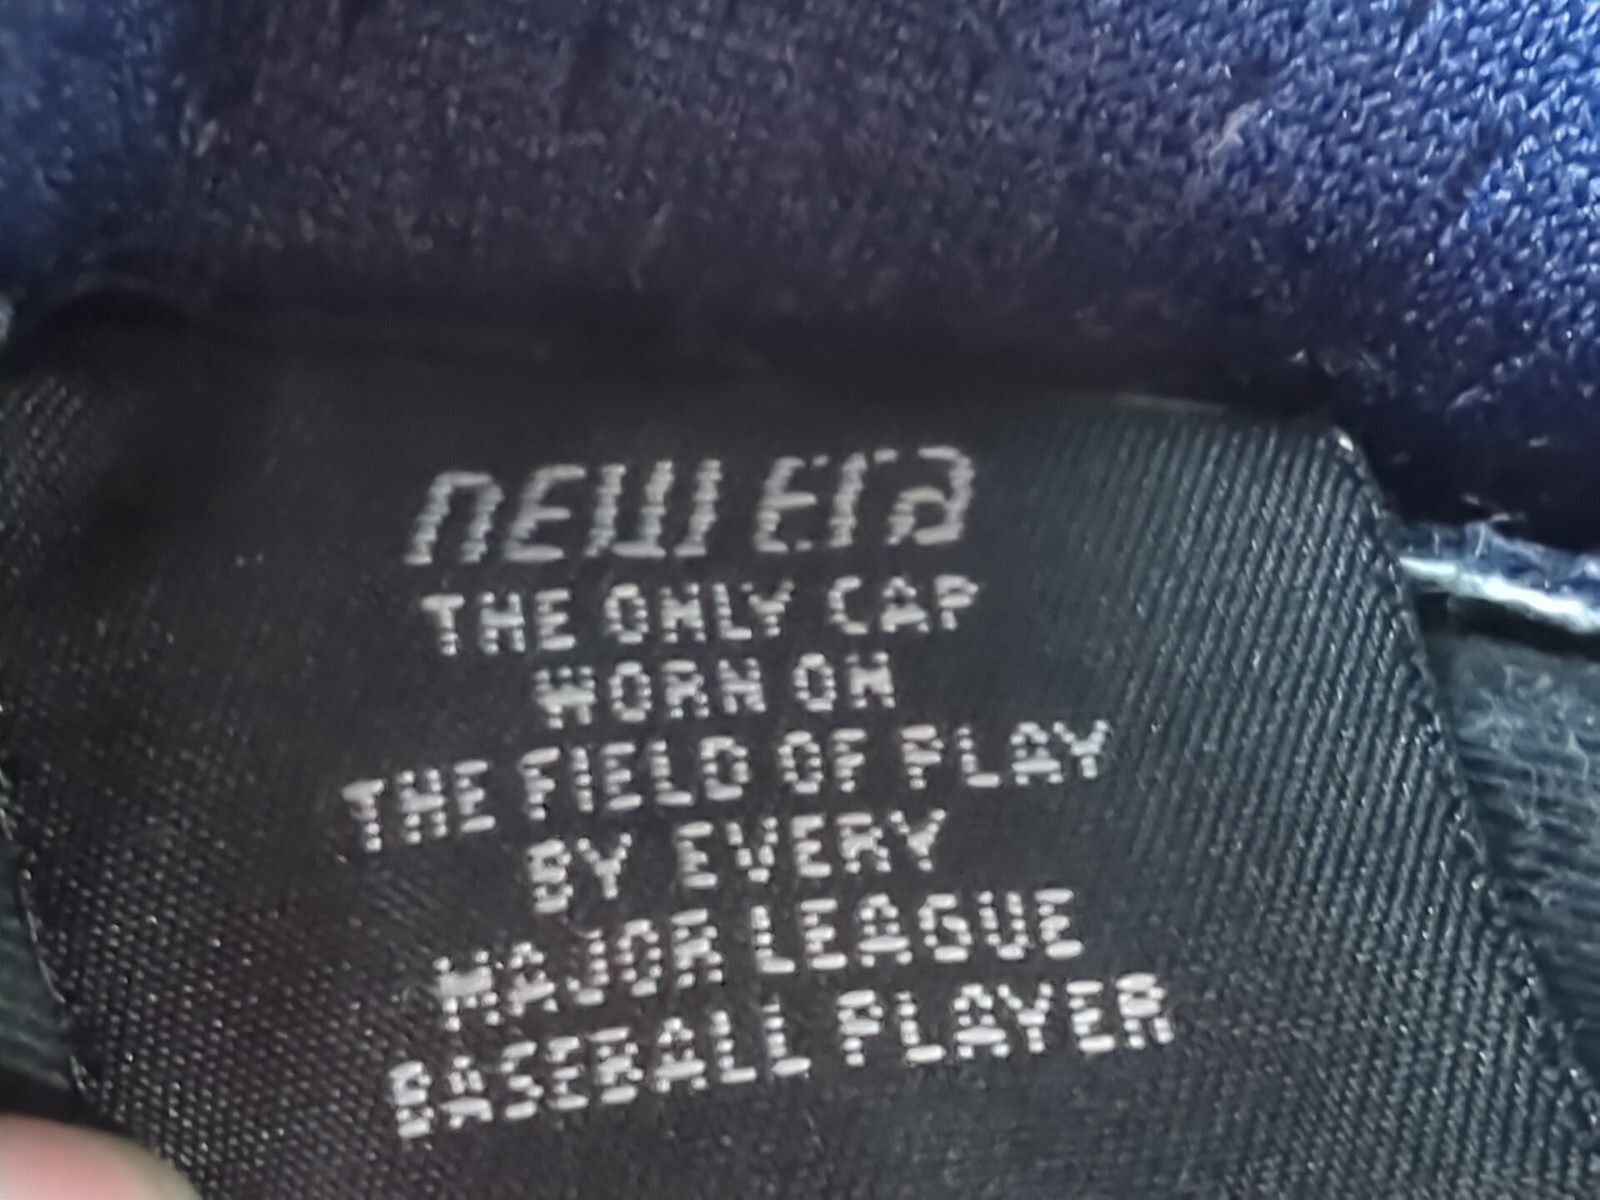 new era
THE ONLY CAP
WORN ON
THE FIELD OF PLAY
BY EVERY
MAJOR LEAGUE
BASEBALL PLAYER